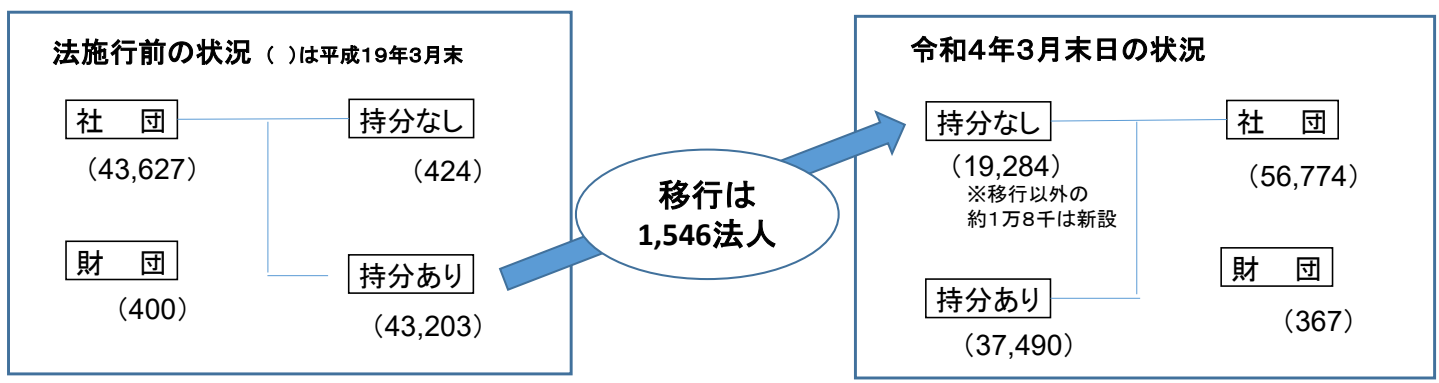 法施行前の状況 ( )は平成19年3月末
社 団
持分なし
(43,627)
(424)
財 団
持分あり
(400)
(43,203)
移行は
1,546法人
令和4年3月末日の状況
持分なし
社 団
(19,284)
(56,774)
※移行以外の
約1万8千は新設
財 団
持分あり
(367)
(37,490)